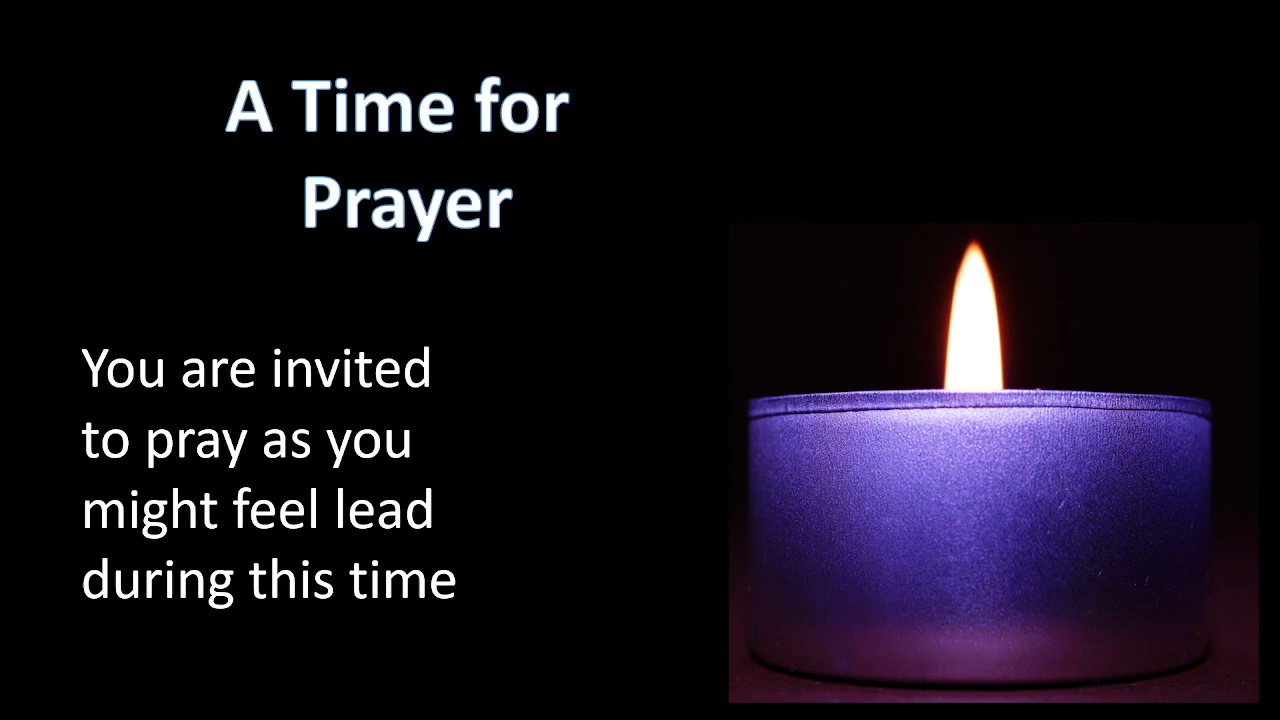 A Time for
Prayer
You are invited
to pray as you
might feel lead
during this time